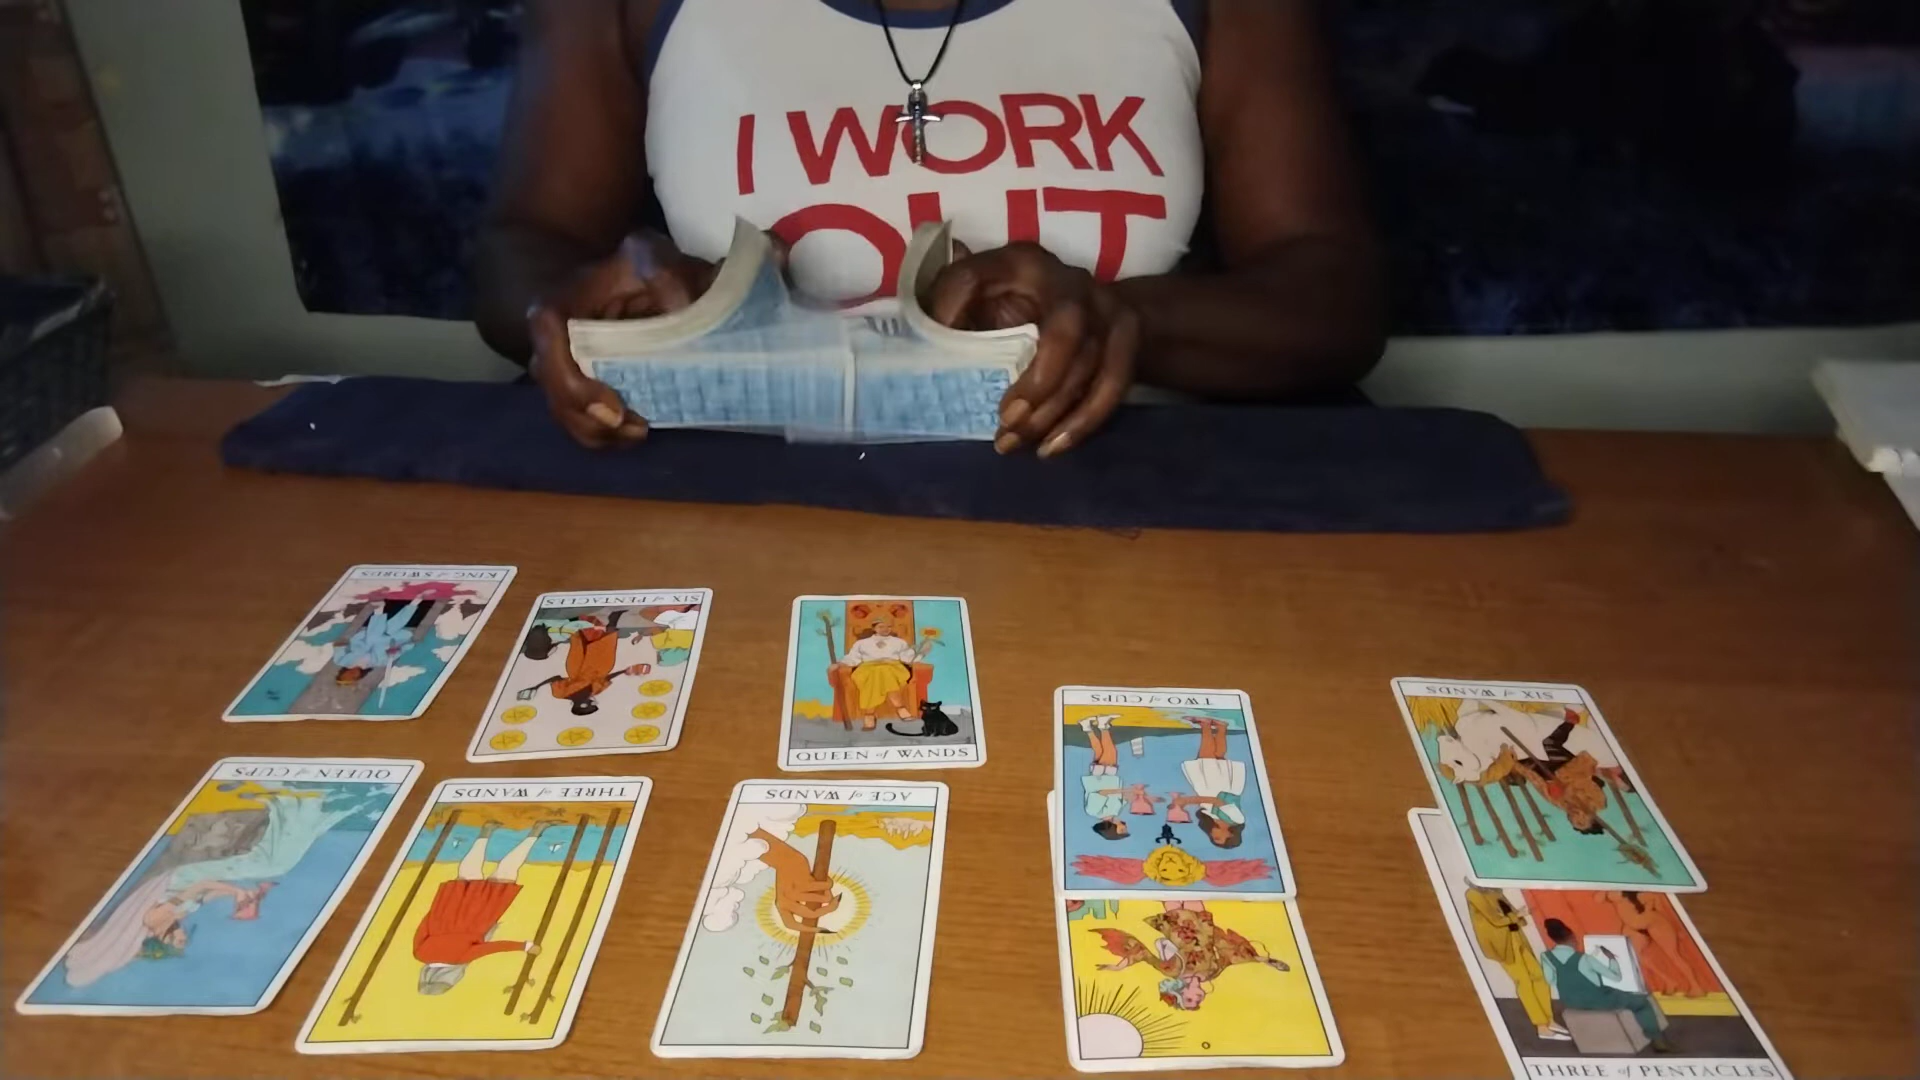 I WORK
OUT
KING of SWORDS
SIX of PENTACLES
QUEEN of WANDS
TWO of CUPS
SIX of WANDS
QUEEN of CUPS
THREE of WANDS
ACE of WANDS
0
THREE of PENTACLES